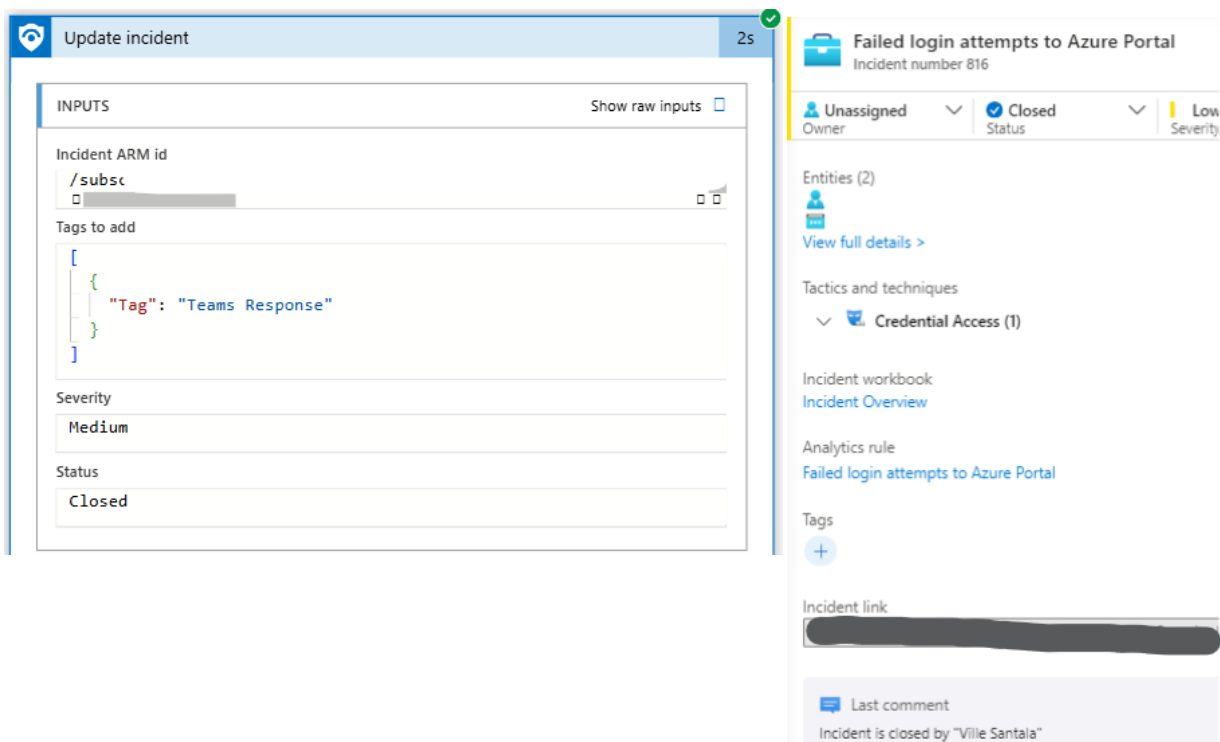 Update incident
2s
INPUTS
Show raw inputs
Incident ARM id
/subsc
Tags to add
[
{
"Tag": "Teams Response"
}
]
Severity
Medium
Status
Closed
Failed login attempts to Azure Portal
Incident number 816
Unassigned
Owner
Closed
Status
Low
Severity
Entities (2)
View full details >
Tactics and techniques
Credential Access (1)
Incident workbook
Incident Overview
Analytics rule
Failed login attempts to Azure Portal
Tags
+
Incident link
Last comment
Incident is closed by "Ville Santala"